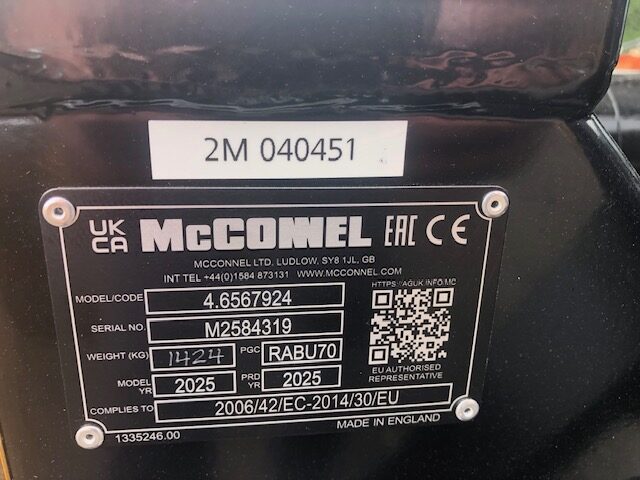 2M 040451
UK CA McCONNEL EAC CE
MCCONNEL LTD. LUDLOW, SY8 1JL, GB
INT TEL +44(0)1584 873131 WWW.MCCONNEL.COM
MODEL/CODE 4.6567924
HTTPS://AGUK.INFO/MC
SERIAL NO. M2584319
WEIGHT (KG) 1424 PGC RABU70
EU AUTHORISED
REPRESENTATIVE
MODEL YR 2025 PRD YR 2025
COMPLIES TO 2006/42/EC-2014/30/EU
1335246.00 MADE IN ENGLAND